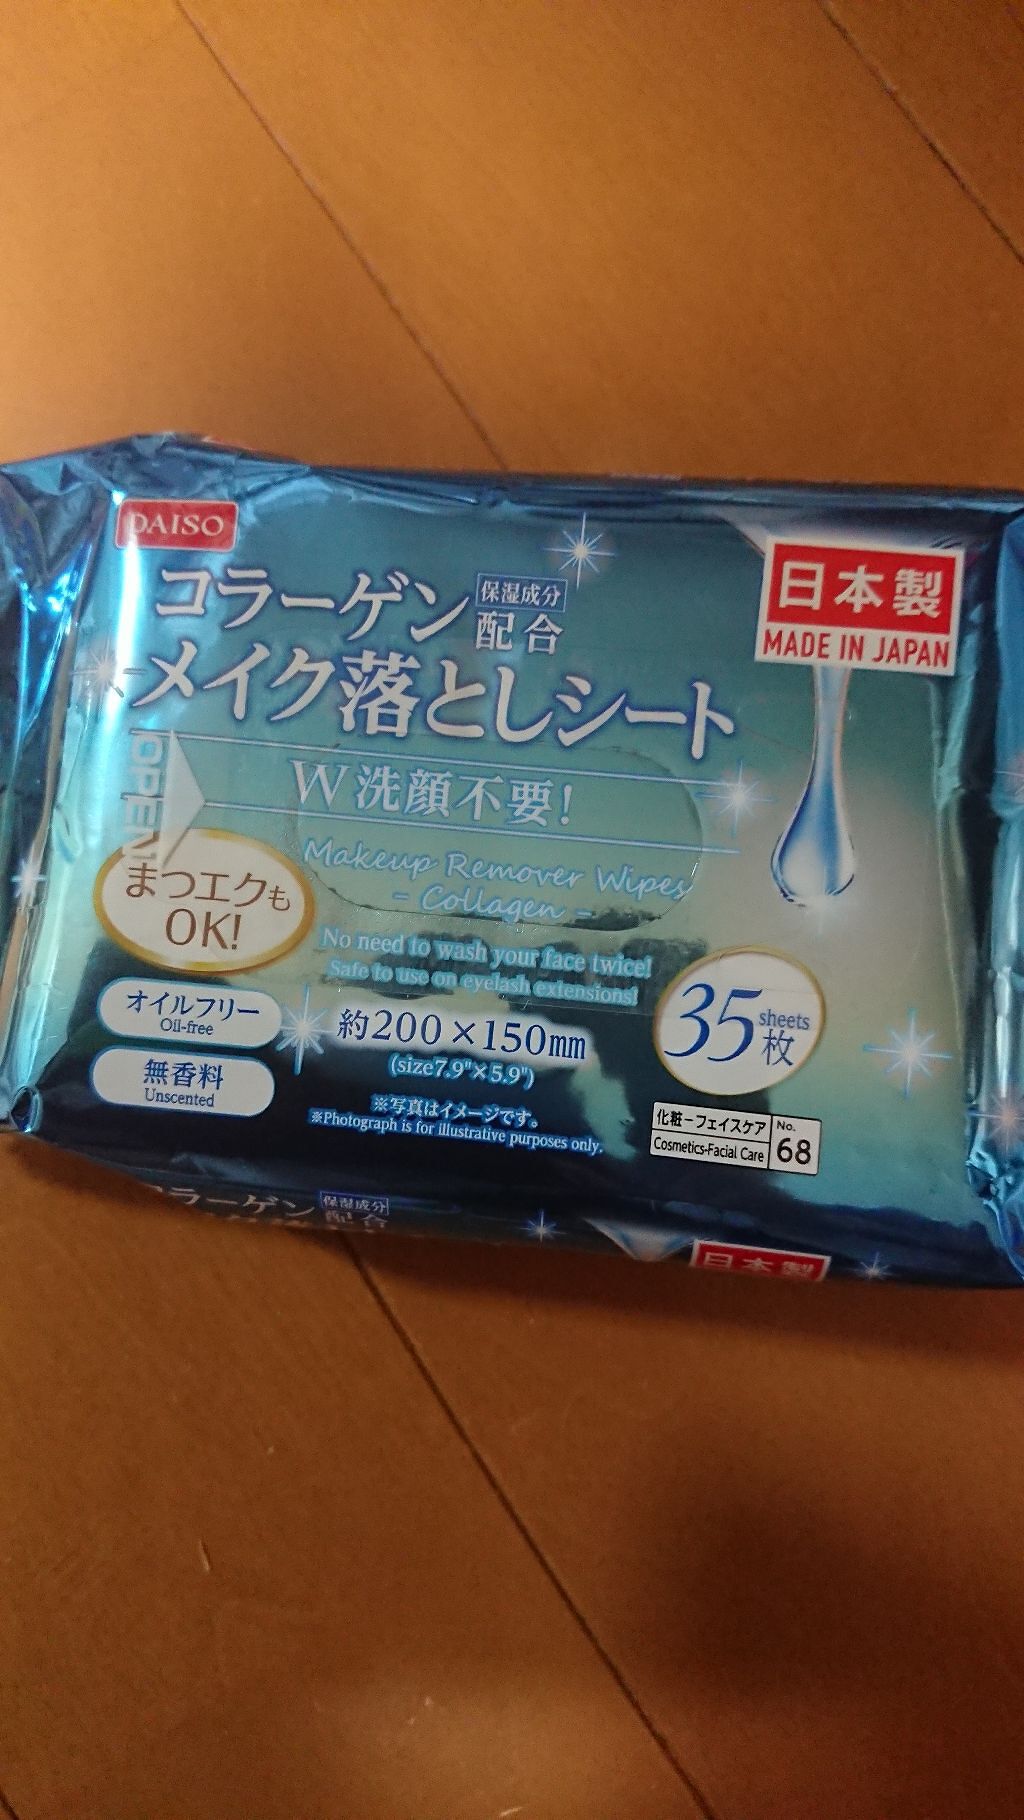 DAISO
コラーゲン 保湿成分 配合
メイク落としシート
日本製
MADE IN JAPAN
OPEN
W洗顔不要!
Makeup Remover Wipes
- Collagen -
まつエクも
OK!
No need to wash your face twice!
Safe to use on eyelash extensions!
オイルフリー
Oil-free
無香料
Unscented
約200×150mm
(size7.9"×5.9")
35 sheets 枚
※写真はイメージです。
※Photograph is for illustrative purposes only.
化粧-フェイスケア No.
Cosmetics-Facial Care 68
コラーゲン 保湿成分 配合
日本製